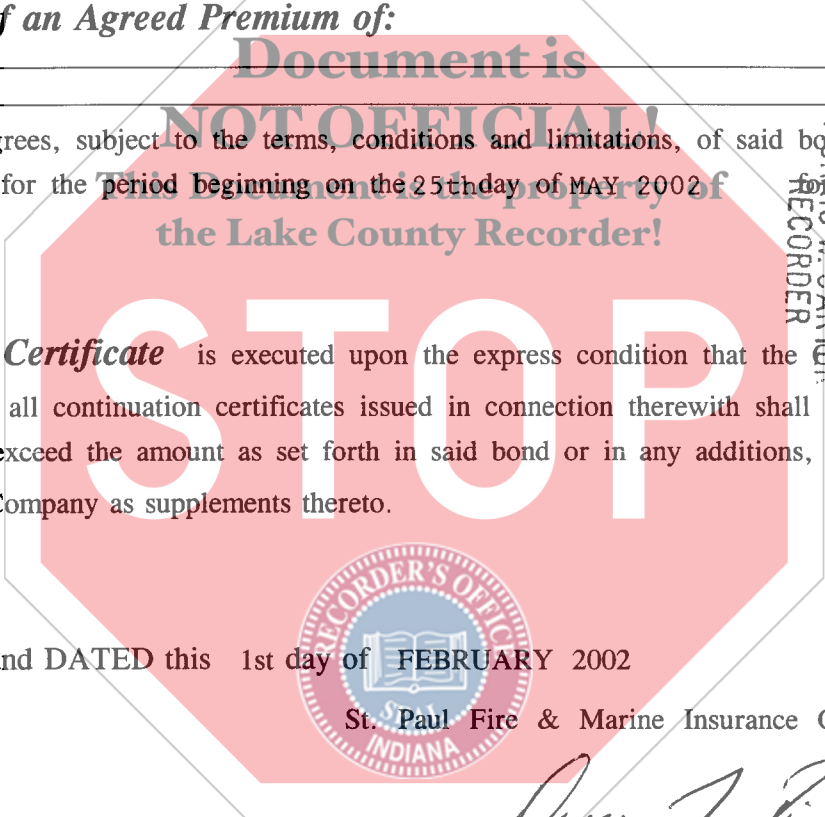 f an Agreed Premium of:
Document is
NOT OFFICIAL!
grees, subject to the terms, conditions and limitations, of said
for the period beginning on the 25th day of MAY 2002,
This Document is the property of
the Lake County Recorder!
RECORDER
STOP
Certificate is executed upon the express condition that the
all continuation certificates issued in connection therewith shall
exceed the amount as set forth in said bond or in any additions,
Company as supplements thereto.
RECORDER'S OFFICE
SEAL
INDIANA
nd DATED this 1st day of FEBRUARY 2002
St. Paul Fire & Marine Insurance